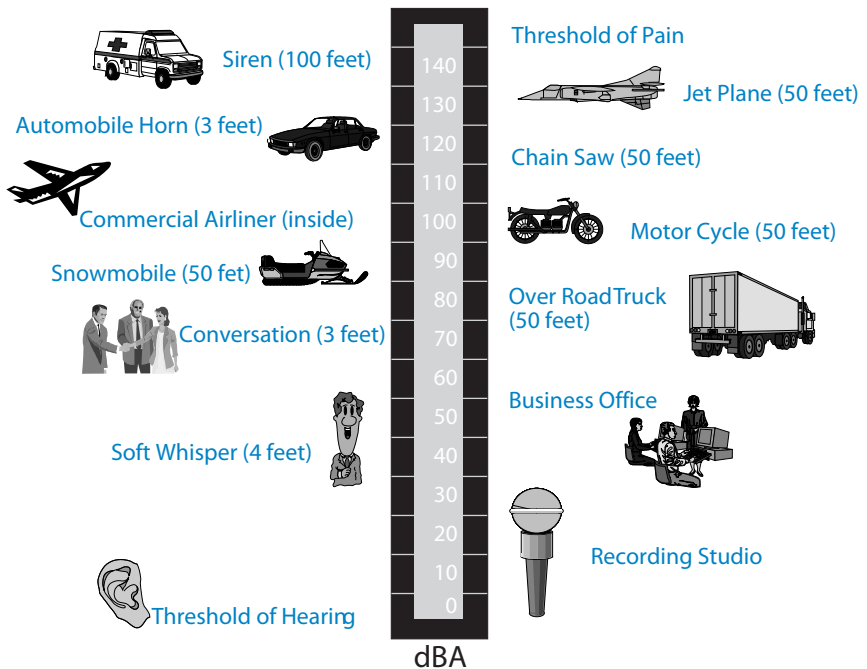 Threshold of Pain
Siren (100 feet)
140
Jet Plane (50 feet)
130
Automobile Horn (3 feet)
120
Chain Saw (50 feet)
110
Commercial Airliner (inside)
100
Motor Cycle (50 feet)
90
Snowmobile (50 fet)
80
Over Road Truck
(50 feet)
Conversation (3 feet)
70
60
Business Office
50
Soft Whisper (4 feet)
40
30
20
Recording Studio
10
0
Threshold of Hearing
dBA